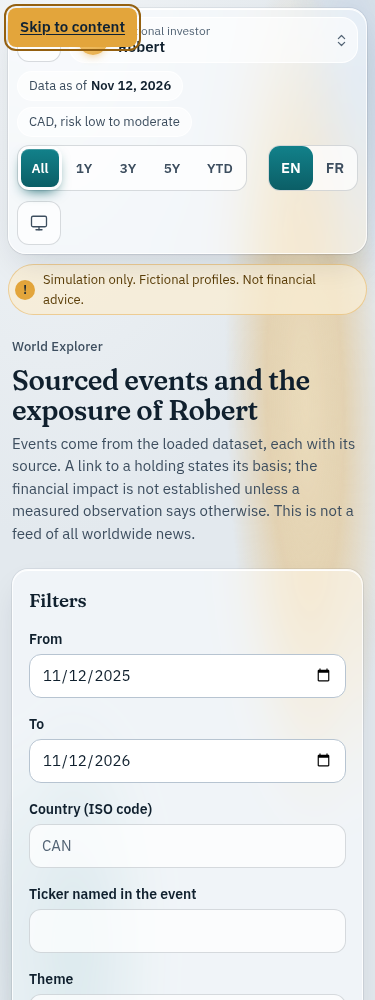 Skip to content
onal investor
Robert
Data as of Nov 12, 2026
CAD, risk low to moderate
All 1Y 3Y 5Y YTD EN FR
!
Simulation only. Fictional profiles. Not financial
advice.
World Explorer
Sourced events and the
exposure of Robert
Events come from the loaded dataset, each with its
source. A link to a holding states its basis; the
financial impact is not established unless a
measured observation says otherwise. This is not a
feed of all worldwide news.
Filters
From
11/12/2025
To
11/12/2026
Country (ISO code)
CAN
Ticker named in the event
Theme